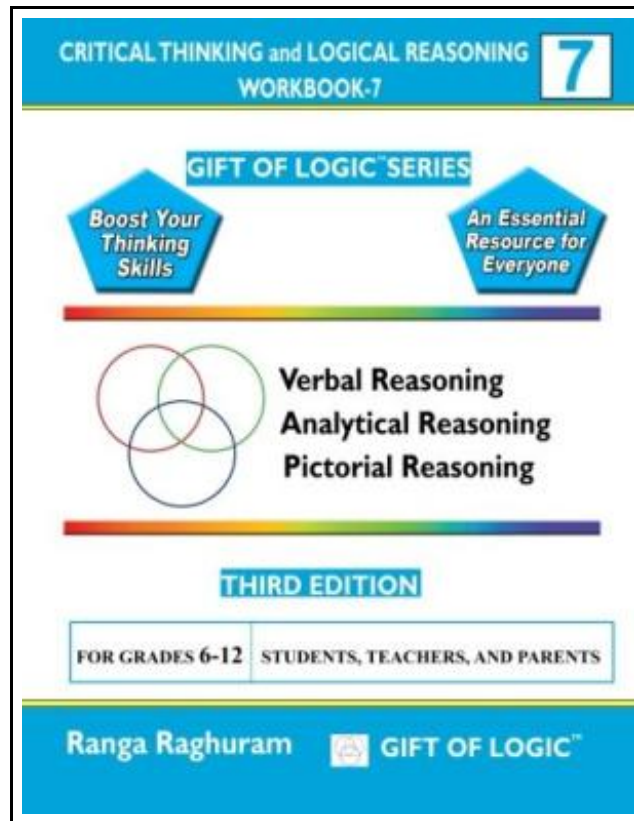 CRITICAL THINKING and LOGICAL REASONING
WORKBOOK-7
7
GIFT OF LOGIC™ SERIES
Boost Your
Thinking
Skills
An Essential
Resource for
Everyone
Verbal Reasoning
Analytical Reasoning
Pictorial Reasoning
THIRD EDITION
FOR GRADES 6-12
STUDENTS, TEACHERS, AND PARENTS
Ranga Raghuram
GIFT OF LOGIC™